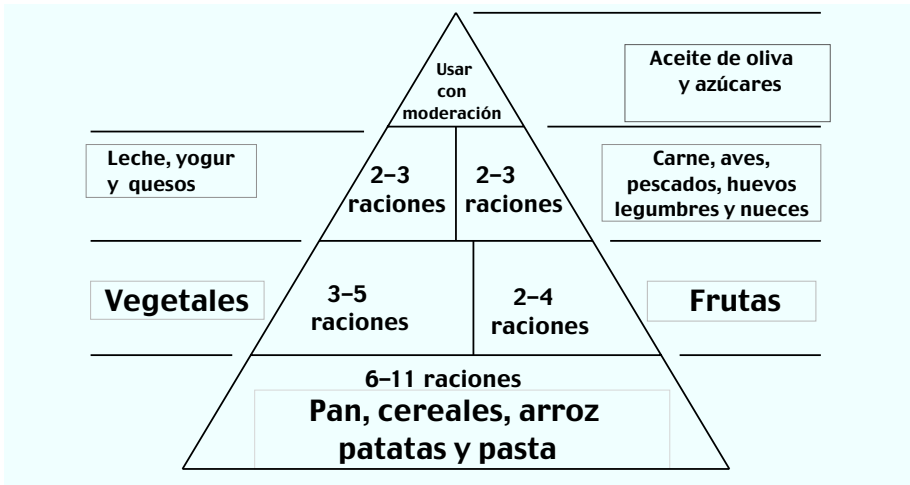 Usar
con
moderación
Aceite de oliva
y azúcares
Leche, yogur
y quesos
2–3
raciones
2–3
raciones
Carne, aves,
pescados, huevos
legumbres y nueces
Vegetales
3–5
raciones
2–4
raciones
Frutas
6–11 raciones
Pan, cereales, arroz
patatas y pasta